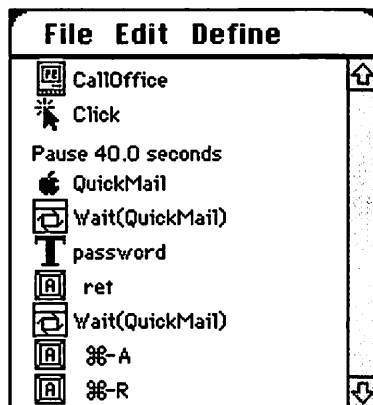 File Edit Define
CallOffice
Click
Pause 40.0 seconds
QuickMail
Wait(QuickMail)
T password
A ret
Wait(QuickMail)
A ⌘-A
A ⌘-R